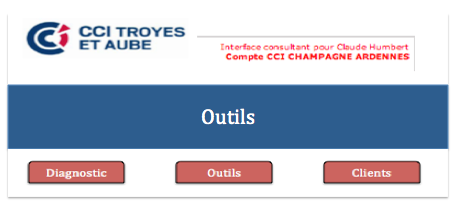 CCI TROYES
ET AUBE
Interface consultant pour Claude Humbert
Compte CCI CHAMPAGNE ARDENNES
Outils
Diagnostic
Outils
Clients